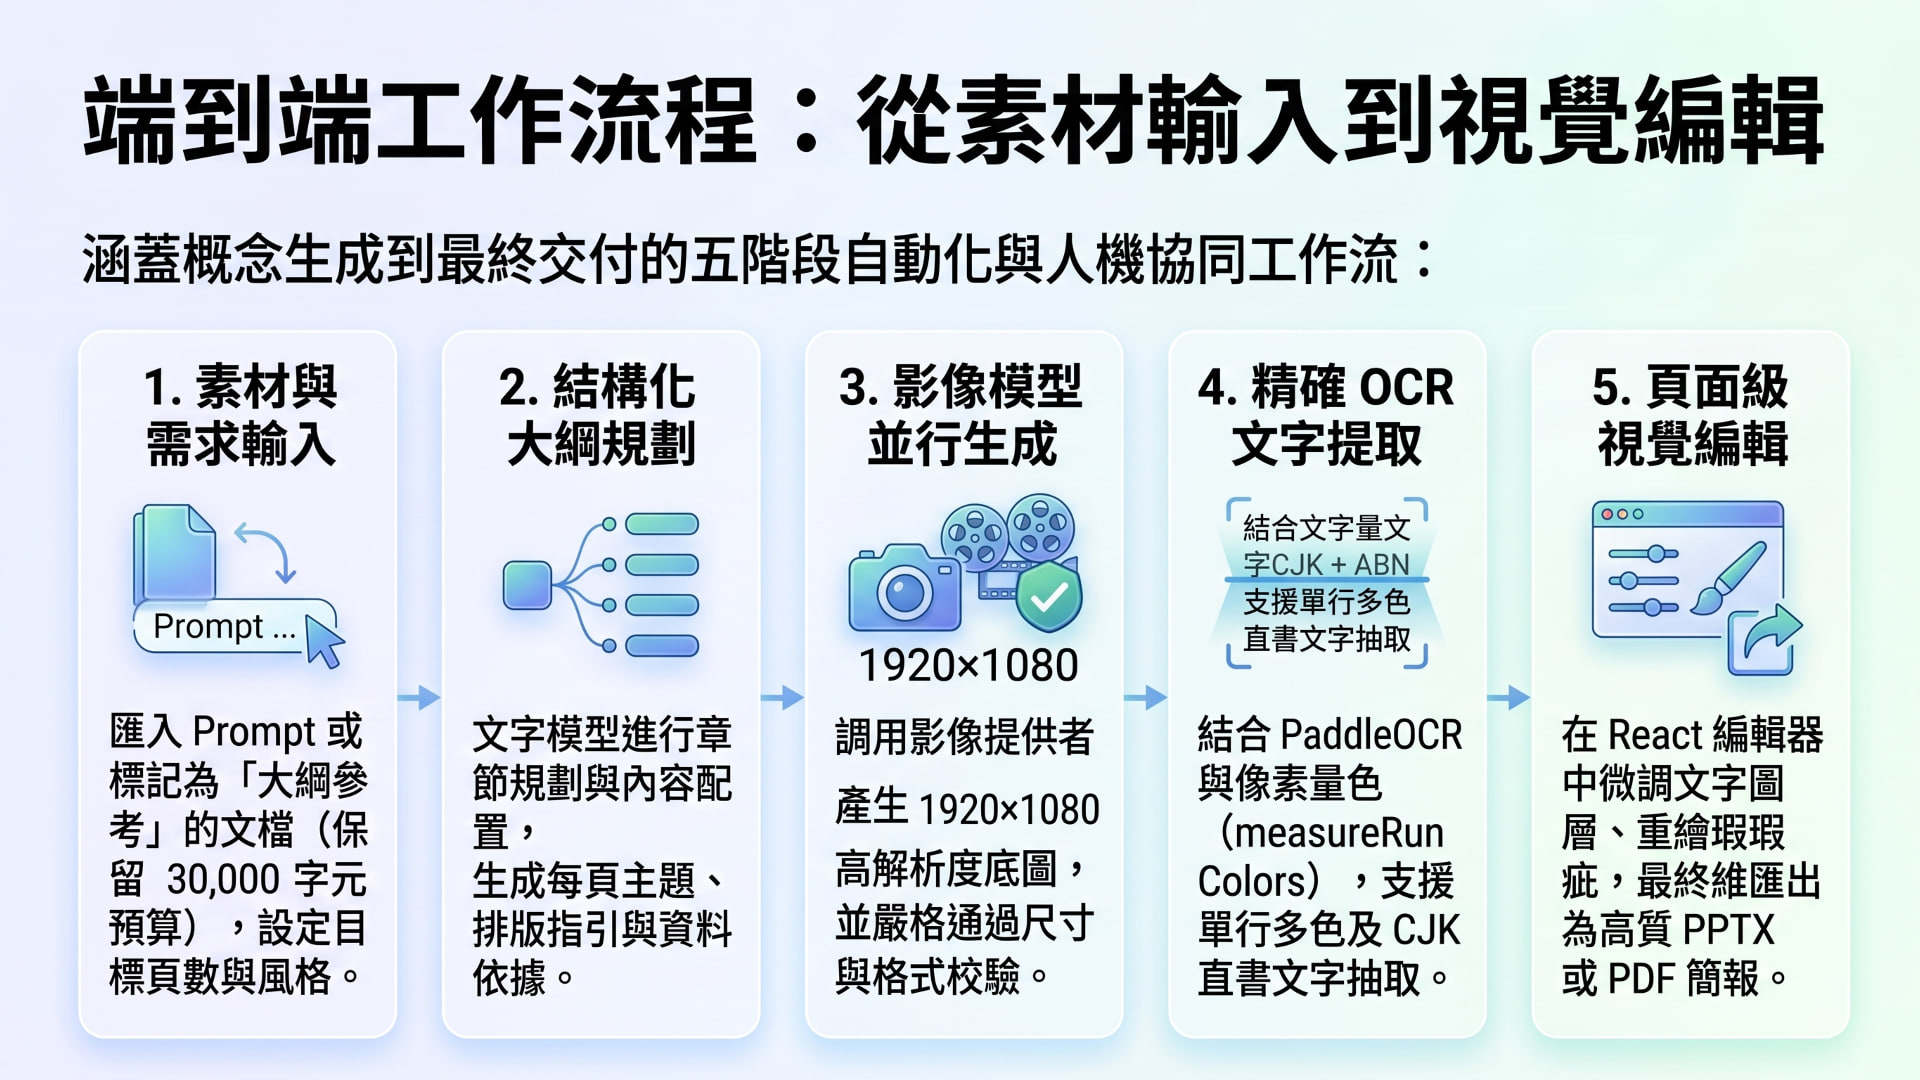 端到端工作流程：從素材輸入到視覺編輯
涵蓋概念生成到最終交付的五階段自動化與人機協同工作流：
1. 素材與
需求輸入
Prompt ...
匯入 Prompt 或
標記為「大綱參
考」的文檔（保
留 30,000 字元
預算），設定目
標頁數與風格。
2. 結構化
大綱規劃
文字模型進行章
節規劃與內容配
置，
生成每頁主題、
排版指引與資料
依據。
3. 影像模型
並行生成
1920×1080
調用影像提供者
產生 1920×1080
高解析度底圖，
並嚴格通過尺寸
與格式校驗。
4. 精確 OCR
文字提取
結合文字量文
字CJK + ABN
支援單行多色
直書文字抽取
結合 PaddleOCR
與像素量色
（measureRun
Colors），支援
單行多色及 CJK
直書文字抽取。
5. 頁面級
視覺編輯
在 React 編輯器
中微調文字圖
層、重繪瑕瑕
疵，最終維匯出
為高質 PPTX
或 PDF 簡報。